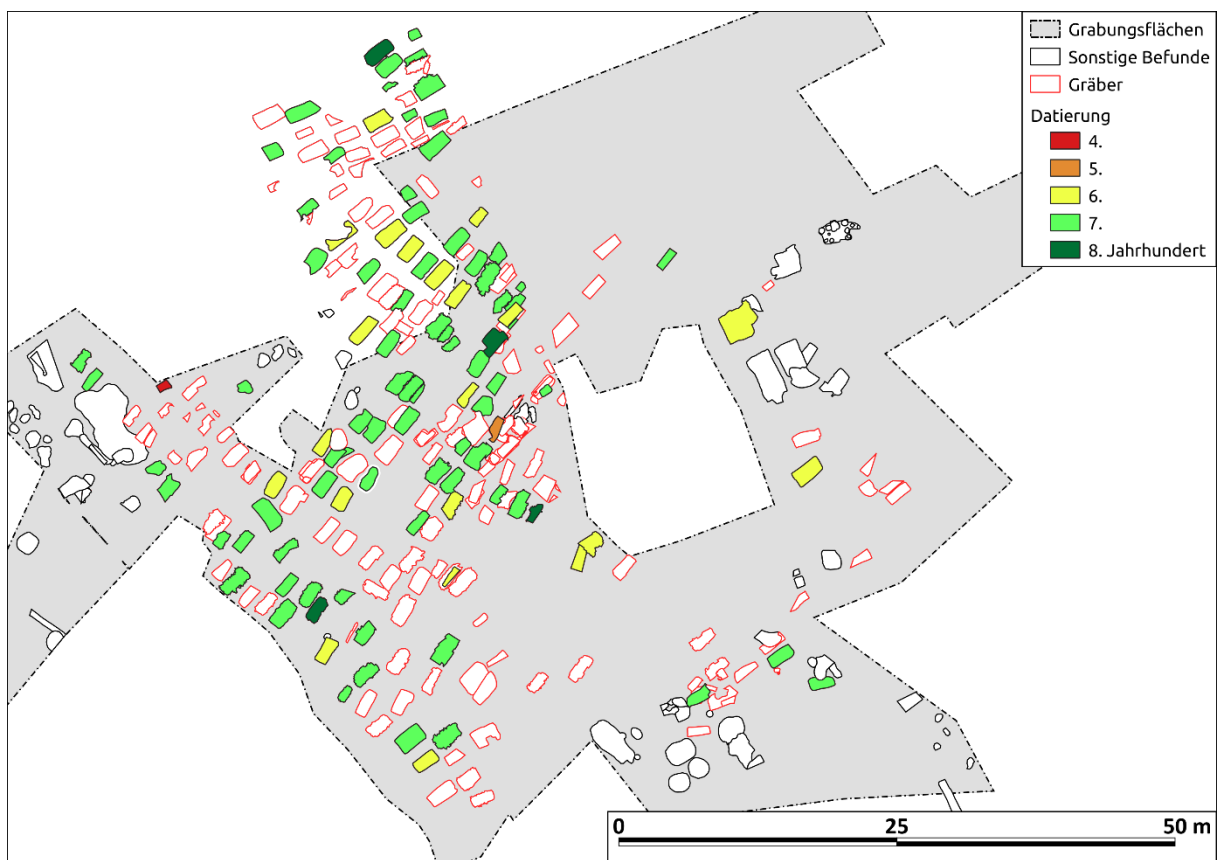 Grabungsflächen
Sonstige Befunde
Gräber
Datierung
4.
5.
6.
7.
8. Jahrhundert
0 25 50 m